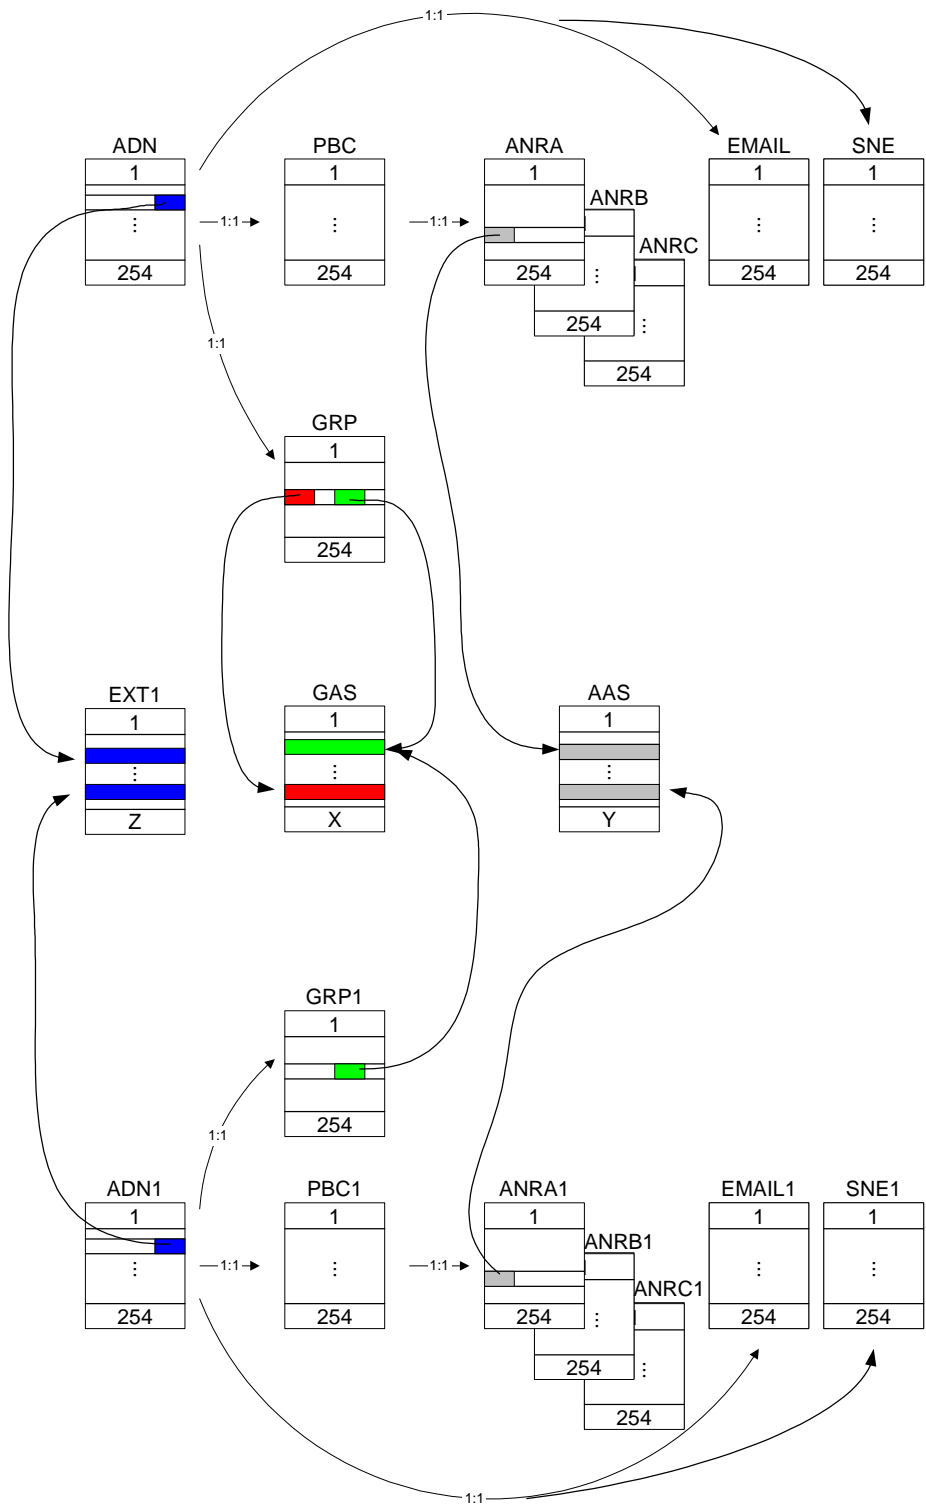 1:1
ADN PBC ANRA EMAIL SNE
1 1 1 1 1
ANRB
1:1 1:1
⋮ ⋮ ⋮ ⋮
ANRC
254 254 254 ⋮ 254 254
254 ⋮
1:1
254
GRP
1
254
EXT1 GAS AAS
1 1 1
⋮ ⋮ ⋮
Z X Y
GRP1
1
254
1:1
ADN1 PBC1 ANRA1 EMAIL1 SNE1
1 1 1 1 1
ANRB1
1:1 1:1
⋮ ⋮ ⋮ ⋮
ANRC1
254 254 254 ⋮ 254 254
254 ⋮
254
1:1